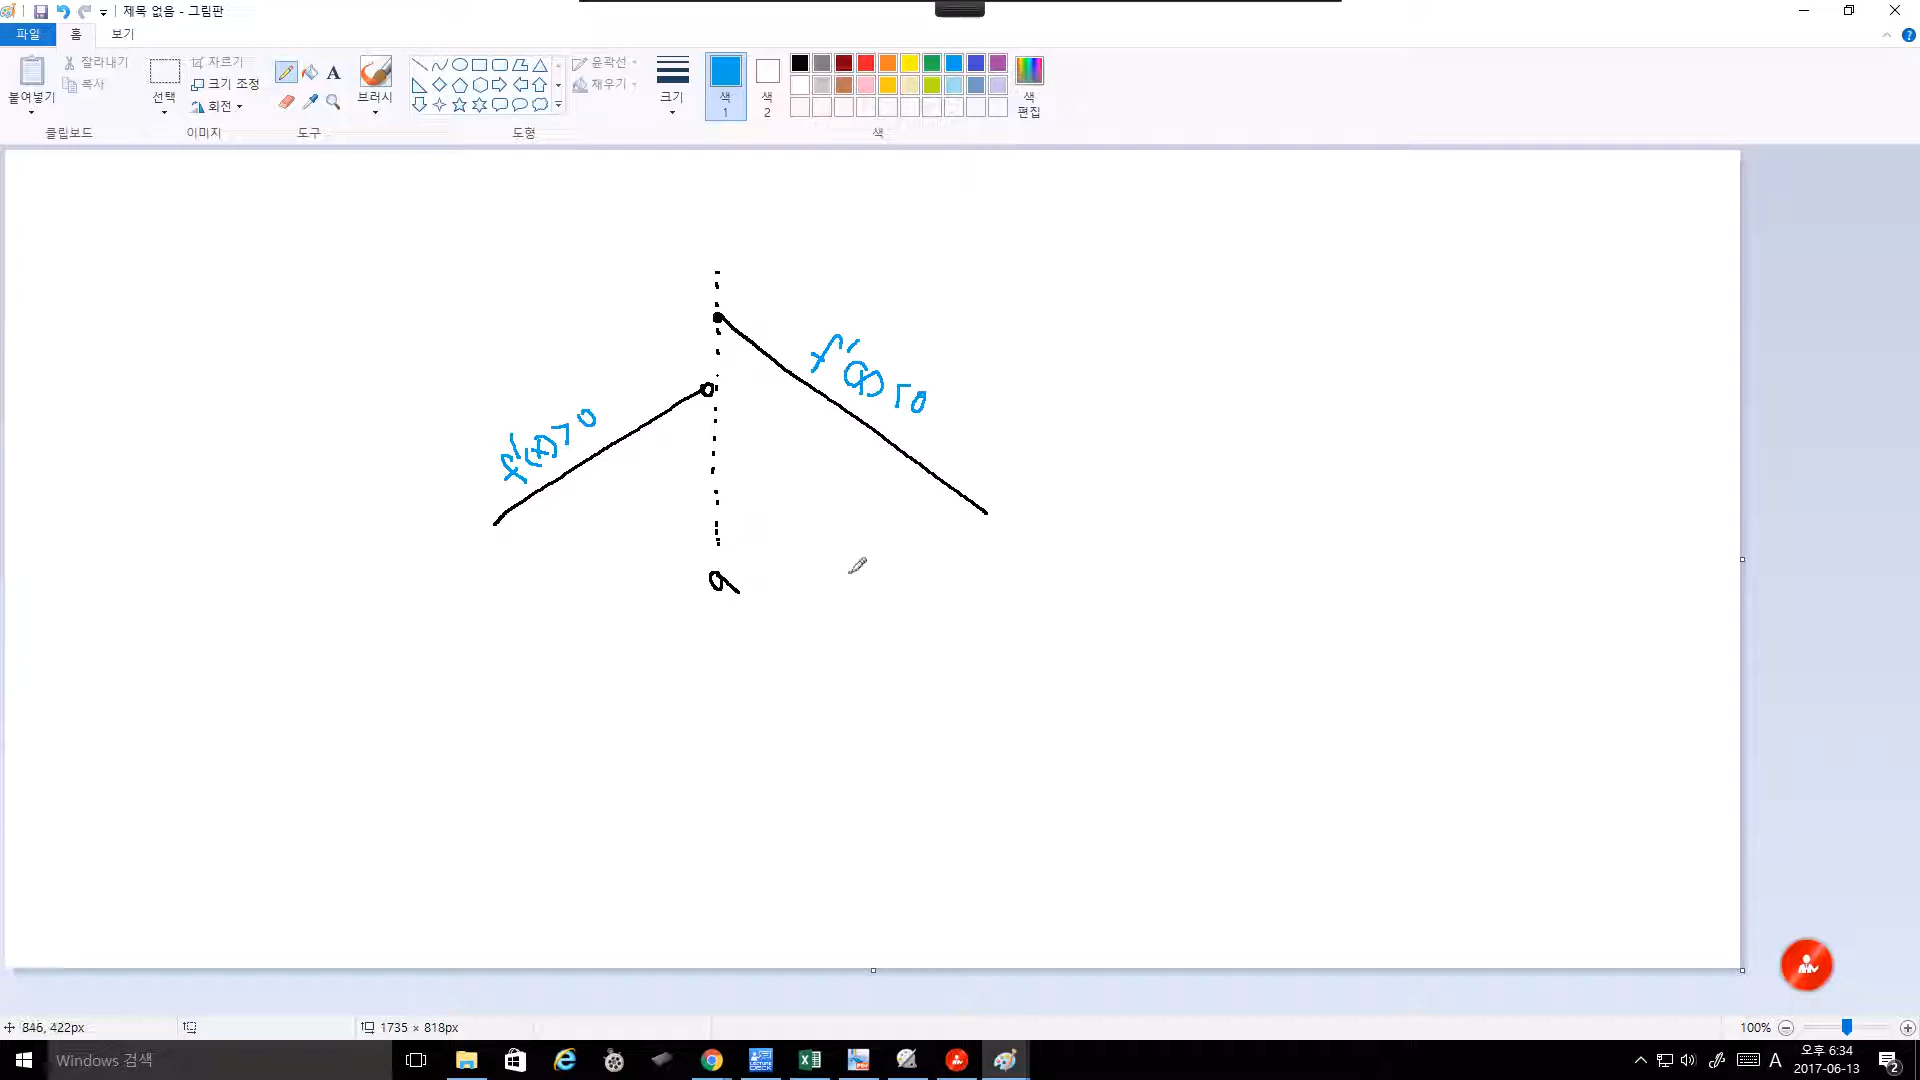 제목 없음 - 그림판
파일 홈 보기
붙여넣기
잘라내기
복사
클립보드
선택
자르기
크기 조정
회전
이미지
A
도구
브러시
윤곽선
채우기
도형
크기
색
1
색
2
색
편집
색
f'(x)>0
f'(x)
a
846, 422px
1735 × 818px
100%
Windows 검색
A
오후 6:34
2017-06-13
2